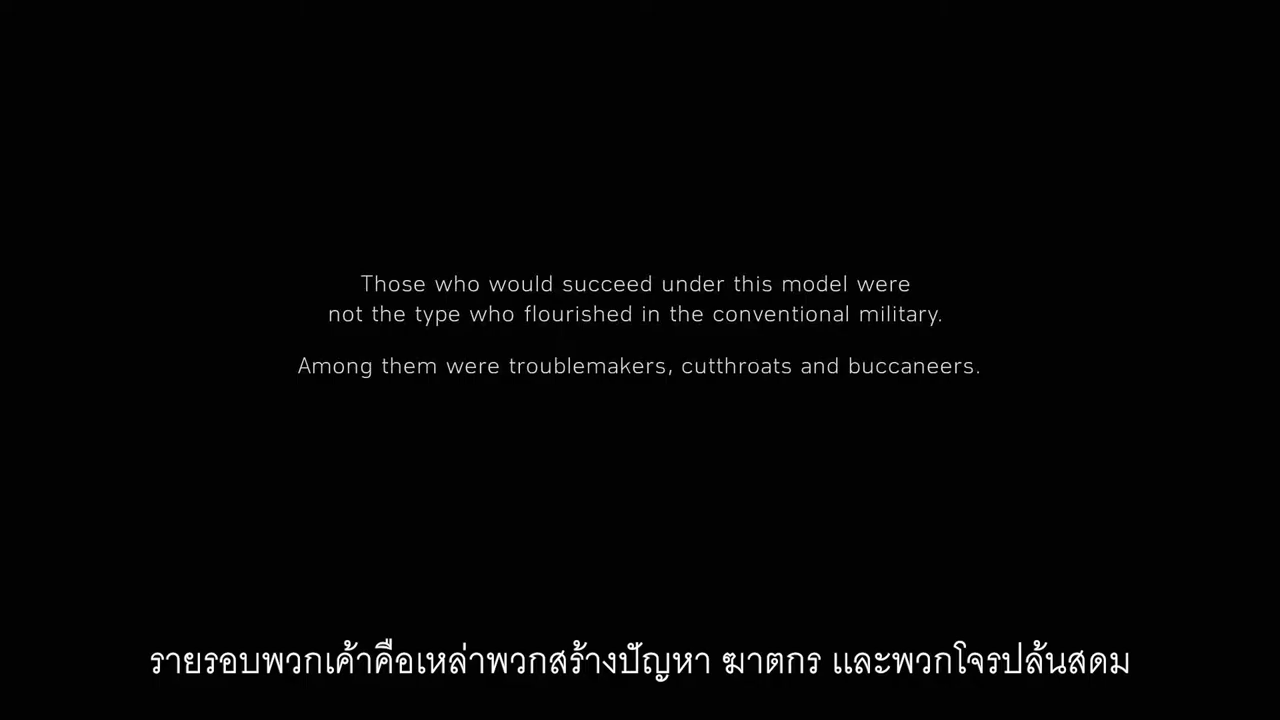 Those who would succeed under this model were
not the type who flourished in the conventional military.
Among them were troublemakers, cutthroats and buccaneers.
รายรอบพวกเค้าคือเหล่าพวกสร้างปัญหา ฆาตกร และพวกโจรปล้นสดม